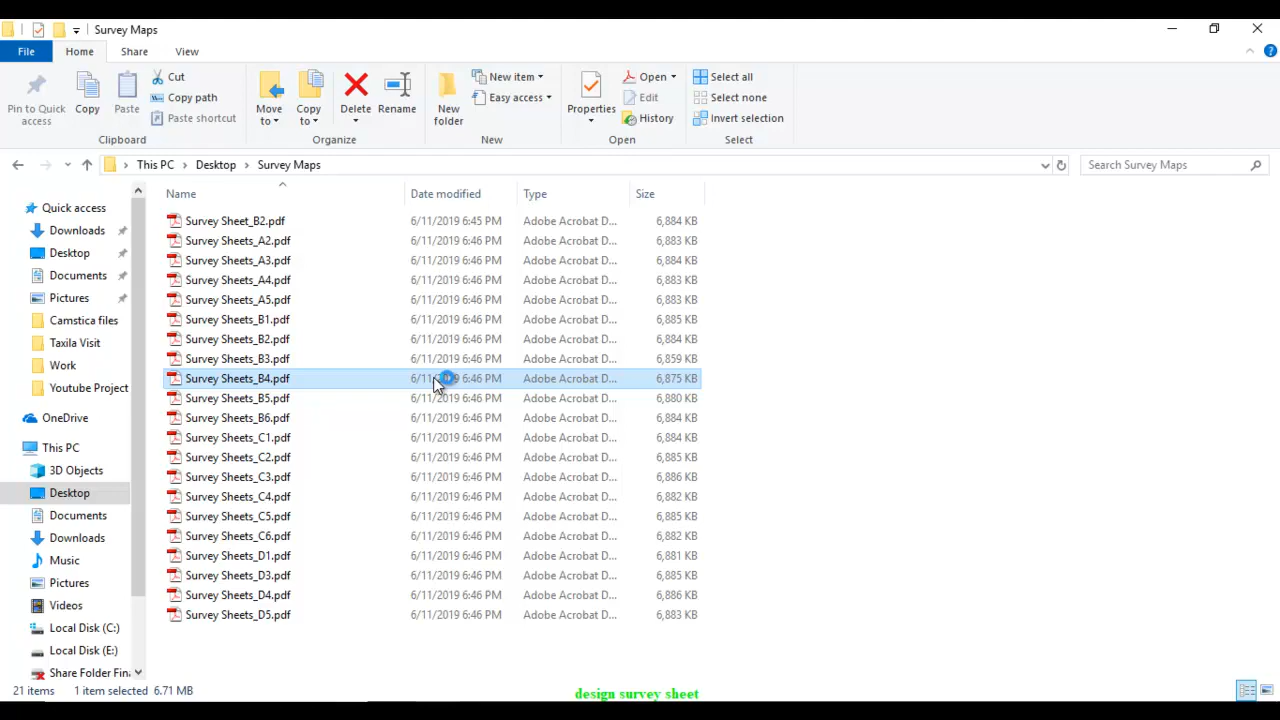 Survey Maps
File Home Share View
Pin to Quick access
Copy
Paste
Cut
Copy path
Paste shortcut
Clipboard
Move to
Copy to
Delete
Rename
Organize
New folder
New item
Easy access
New
Properties
Open
Edit
History
Open
Select all
Select none
Invert selection
Select
This PC > Desktop > Survey Maps
Search Survey Maps
Quick access
Downloads
Desktop
Documents
Pictures
Camstica files
Taxila Visit
Work
Youtube Project
OneDrive
This PC
3D Objects
Desktop
Documents
Downloads
Music
Pictures
Videos
Local Disk (C:)
Local Disk (E:)
Share Folder Fina
Name Date modified Type Size
Survey Sheet_B2.pdf 6/11/2019 6:45 PM Adobe Acrobat D... 6,884 KB
Survey Sheets_A2.pdf 6/11/2019 6:46 PM Adobe Acrobat D... 6,883 KB
Survey Sheets_A3.pdf 6/11/2019 6:46 PM Adobe Acrobat D... 6,884 KB
Survey Sheets_A4.pdf 6/11/2019 6:46 PM Adobe Acrobat D... 6,883 KB
Survey Sheets_A5.pdf 6/11/2019 6:46 PM Adobe Acrobat D... 6,883 KB
Survey Sheets_B1.pdf 6/11/2019 6:46 PM Adobe Acrobat D... 6,885 KB
Survey Sheets_B2.pdf 6/11/2019 6:46 PM Adobe Acrobat D... 6,884 KB
Survey Sheets_B3.pdf 6/11/2019 6:46 PM Adobe Acrobat D... 6,859 KB
Survey Sheets_B4.pdf 6:46 PM Adobe Acrobat D... 6,875 KB
Survey Sheets_B5.pdf 6/11/2019 6:46 PM Adobe Acrobat D... 6,880 KB
Survey Sheets_B6.pdf 6/11/2019 6:46 PM Adobe Acrobat D... 6,884 KB
Survey Sheets_C1.pdf 6/11/2019 6:46 PM Adobe Acrobat D... 6,884 KB
Survey Sheets_C2.pdf 6/11/2019 6:46 PM Adobe Acrobat D... 6,885 KB
Survey Sheets_C3.pdf 6/11/2019 6:46 PM Adobe Acrobat D... 6,886 KB
Survey Sheets_C4.pdf 6/11/2019 6:46 PM Adobe Acrobat D... 6,882 KB
Survey Sheets_C5.pdf 6/11/2019 6:46 PM Adobe Acrobat D... 6,885 KB
Survey Sheets_C6.pdf 6/11/2019 6:46 PM Adobe Acrobat D... 6,882 KB
Survey Sheets_D1.pdf 6/11/2019 6:46 PM Adobe Acrobat D... 6,881 KB
Survey Sheets_D3.pdf 6/11/2019 6:46 PM Adobe Acrobat D... 6,885 KB
Survey Sheets_D4.pdf 6/11/2019 6:46 PM Adobe Acrobat D... 6,886 KB
Survey Sheets_D5.pdf 6/11/2019 6:46 PM Adobe Acrobat D... 6,883 KB
21 items 1 item selected 6.71 MB
design survey sheet